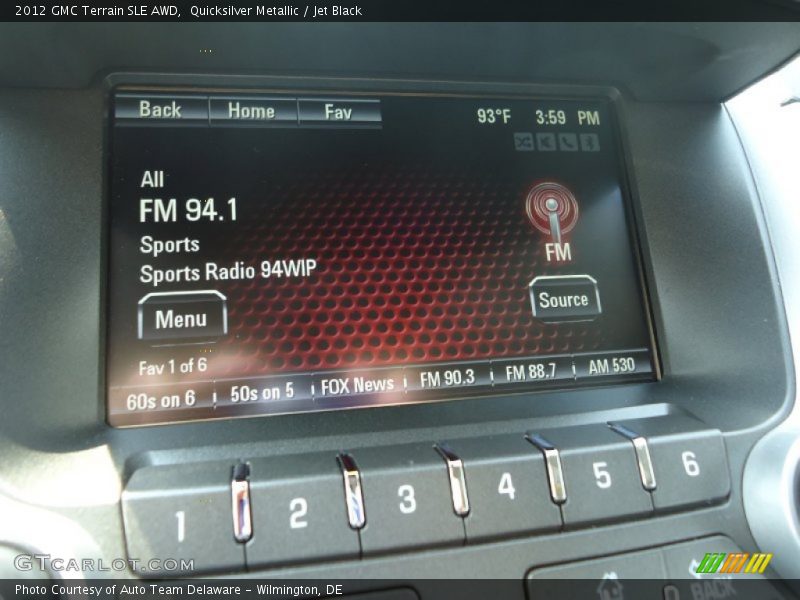 2012 GMC Terrain SLE AWD,  Quicksilver Metallic / Jet Black
Back Home Fav 93°F 3:59 PM
All
FM 94.1
Sports
Sports Radio 94WIP
FM
Menu Source
Fav 1 of 6
60s on 6 50s on 5 FOX News FM 90.3 FM 88.7 AM 530
1 2 3 4 5 6
BACK
GTCarLot.com
Photo Courtesy of Auto Team Delaware - Wilmington, DE